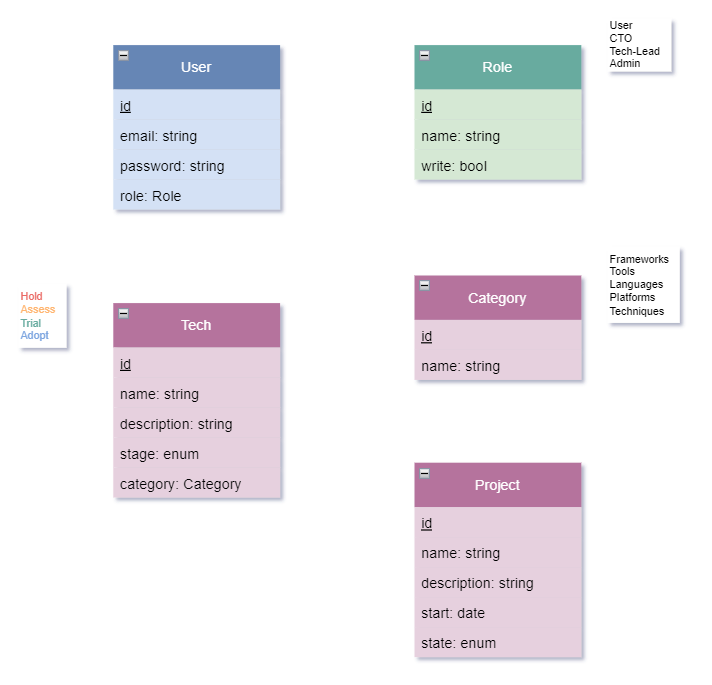 User
id
email: string
password: string
role: Role
Role
id
name: string
write: bool
User
CTO
Tech-Lead
Admin
Hold
Assess
Trial
Adopt
Tech
id
name: string
description: string
stage: enum
category: Category
Category
id
name: string
Frameworks
Tools
Languages
Platforms
Techniques
Project
id
name: string
description: string
start: date
state: enum